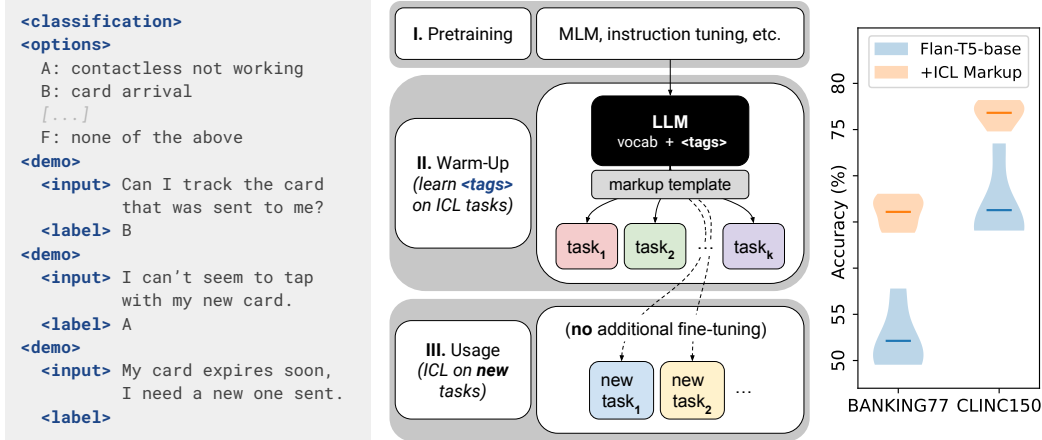 <classification>
<options>
A: contactless not working
B: card arrival
[...]
F: none of the above
<demo>
<input> Can I track the card
that was sent to me?
<label> B
<demo>
<input> I can't seem to tap
with my new card.
<label> A
<demo>
<input> My card expires soon,
I need a new one sent.
<label>
I. Pretraining
MLM, instruction tuning, etc.
II. Warm-Up
(learn <tags>
on ICL tasks)
LLM
vocab + <tags>
markup template
task1
task2
...
taskk
III. Usage
(ICL on new
tasks)
(no additional fine-tuning)
new
task1
new
task2
...
Flan-T5-base
+ICL Markup
Accuracy (%)
80
75
55
50
BANKING77
CLINC150